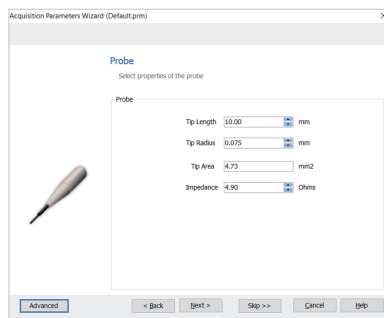 Acquisition Parameters Wizard (Default.prm)
Probe
Select properties of the probe
Probe
Tip Length 10.00 mm
Tip Radius 0.075 mm
Tip Area 4.73 mm2
Impedance 4.90 Ohms
Advanced < Back Next > Skip >> Cancel Help